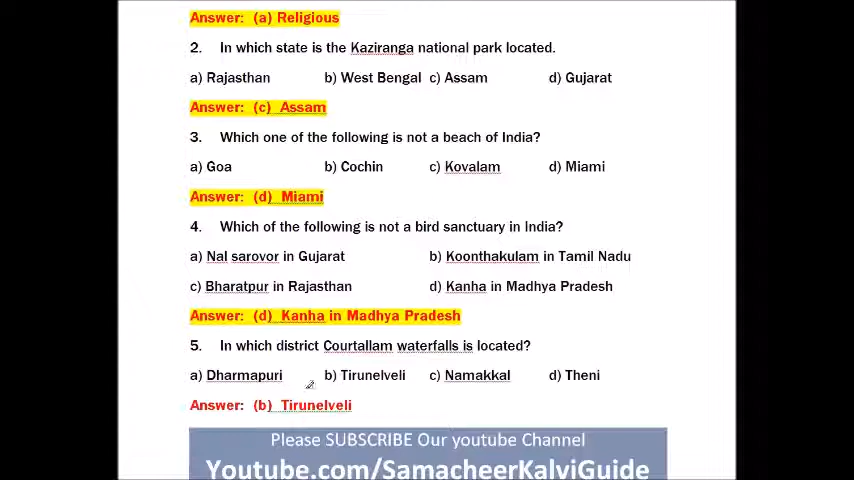 Answer: (a) Religious
2. In which state is the Kaziranga national park located.
a) Rajasthan b) West Bengal c) Assam d) Gujarat
Answer: (c) Assam
3. Which one of the following is not a beach of India?
a) Goa b) Cochin c) Kovalam d) Miami
Answer: (d) Miami
4. Which of the following is not a bird sanctuary in India?
a) Nal sarovor in Gujarat b) Koonthakulam in Tamil Nadu
c) Bharatpur in Rajasthan d) Kanha in Madhya Pradesh
Answer: (d) Kanha in Madhya Pradesh
5. In which district Courtallam waterfalls is located?
a) Dharmapuri b) Tirunelveli c) Namakkal d) Theni
Answer: (b) Tirunelveli
Please SUBSCRIBE Our youtube Channel
Youtube.com/SamacheerKalviGuide